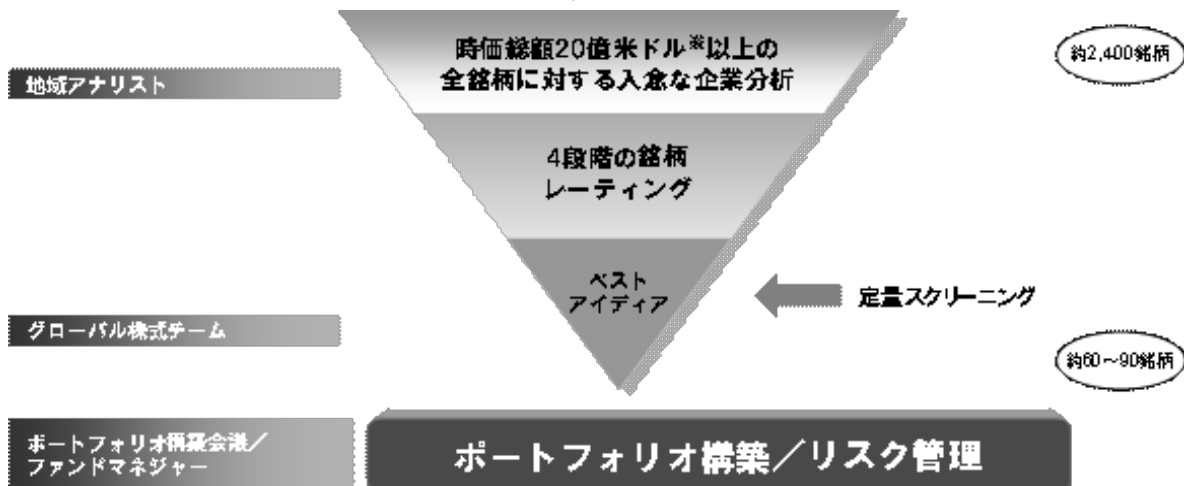 時価総額20億米ドル※以上の
全銘柄に対する入念な企業分析
約2,400銘柄
地域アナリスト
4段階の銘柄
レーティング
ベスト
アイディア
定量スクリーニング
グローバル株式チーム
約60～90銘柄
ポートフォリオ構築会議／
ファンドマネジャー
ポートフォリオ構築／リスク管理